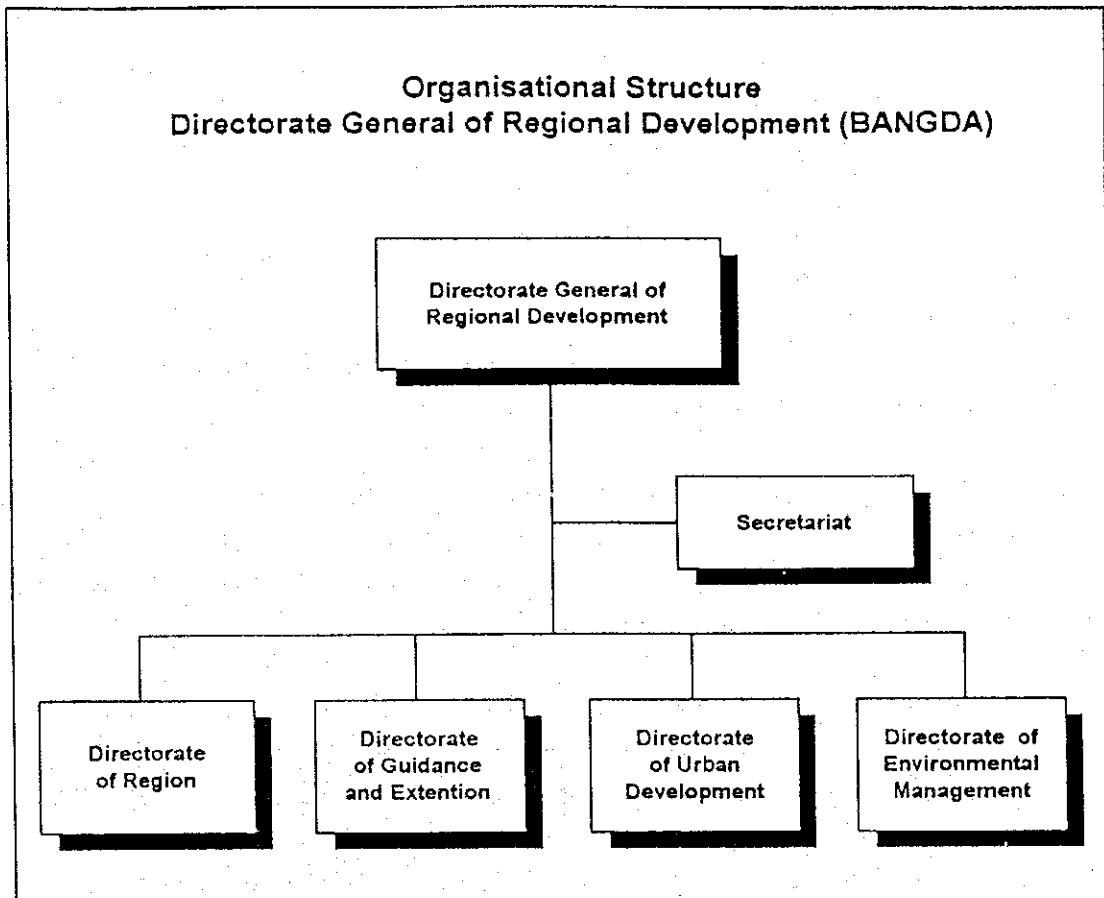 Organisational Structure
Directorate General of Regional Development (BANGDA)
Directorate General of
Regional Development
Secretariat
Directorate
of Region
Directorate
of Guidance
and Extention
Directorate
of Urban
Development
Directorate of
Environmental
Management